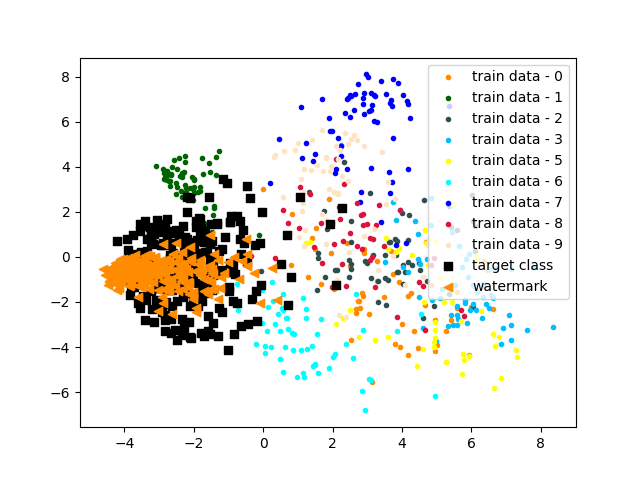 8
6
4
2
0
−2
−4
−6
−4
−2
0
2
4
6
8
train data - 0
train data - 1
train data - 2
train data - 3
train data - 5
train data - 6
train data - 7
train data - 8
train data - 9
target class
watermark